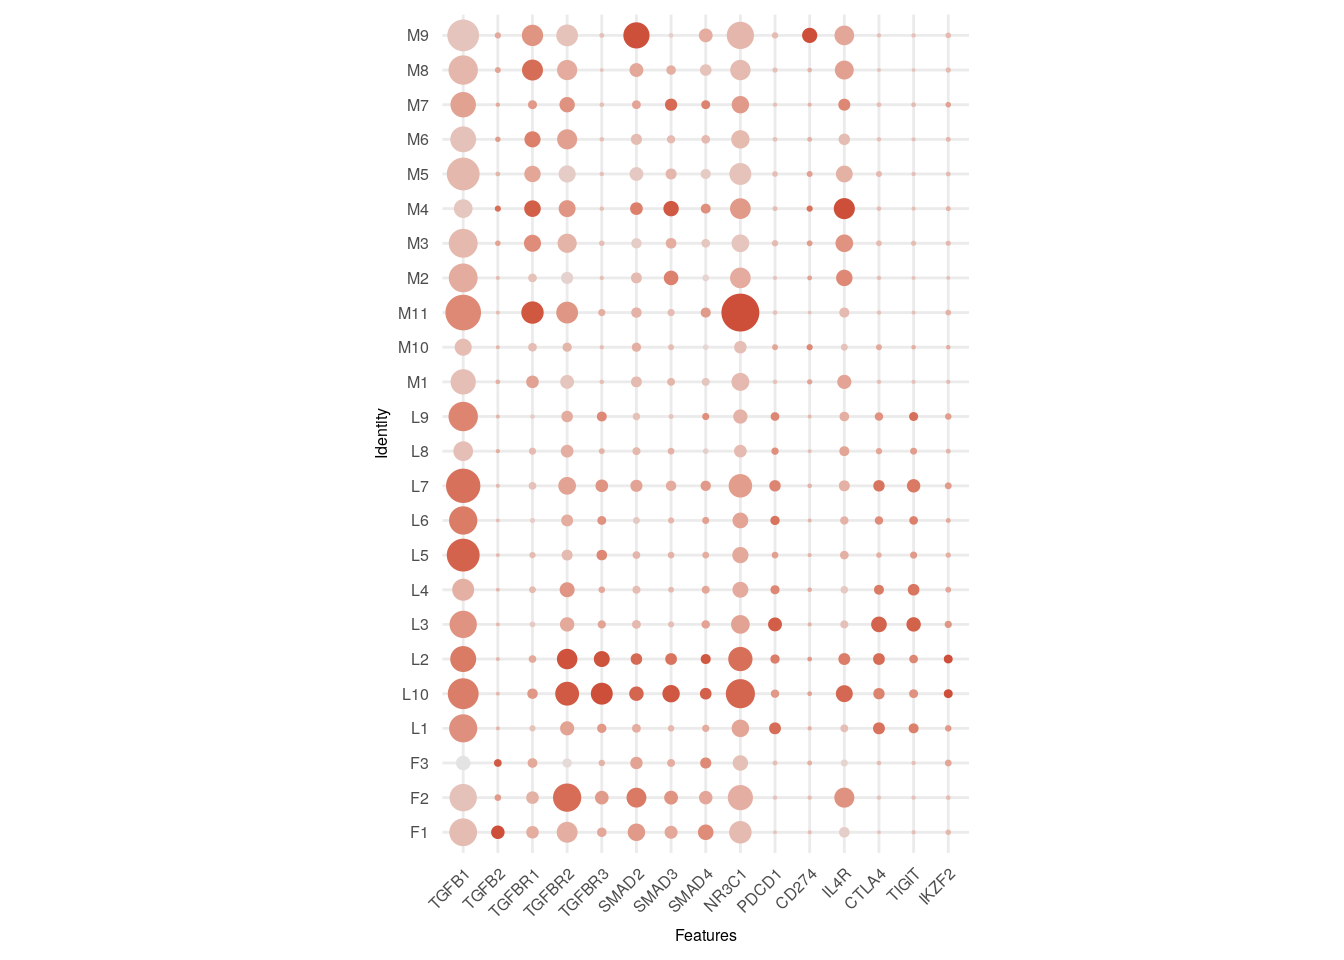 M9
M8
M7
M6
M5
M4
M3
M2
M11
M10
M1
L9
L8
L7
L6
L5
L4
L3
L2
L10
L1
F3
F2
F1
Identity
TGFB1
TGFB2
TGFBR1
TGFBR2
TGFBR3
SMAD2
SMAD3
SMAD4
NR3C1
PDCD1
CD274
IL4R
CTLA4
TIGIT
IKZF2
Features